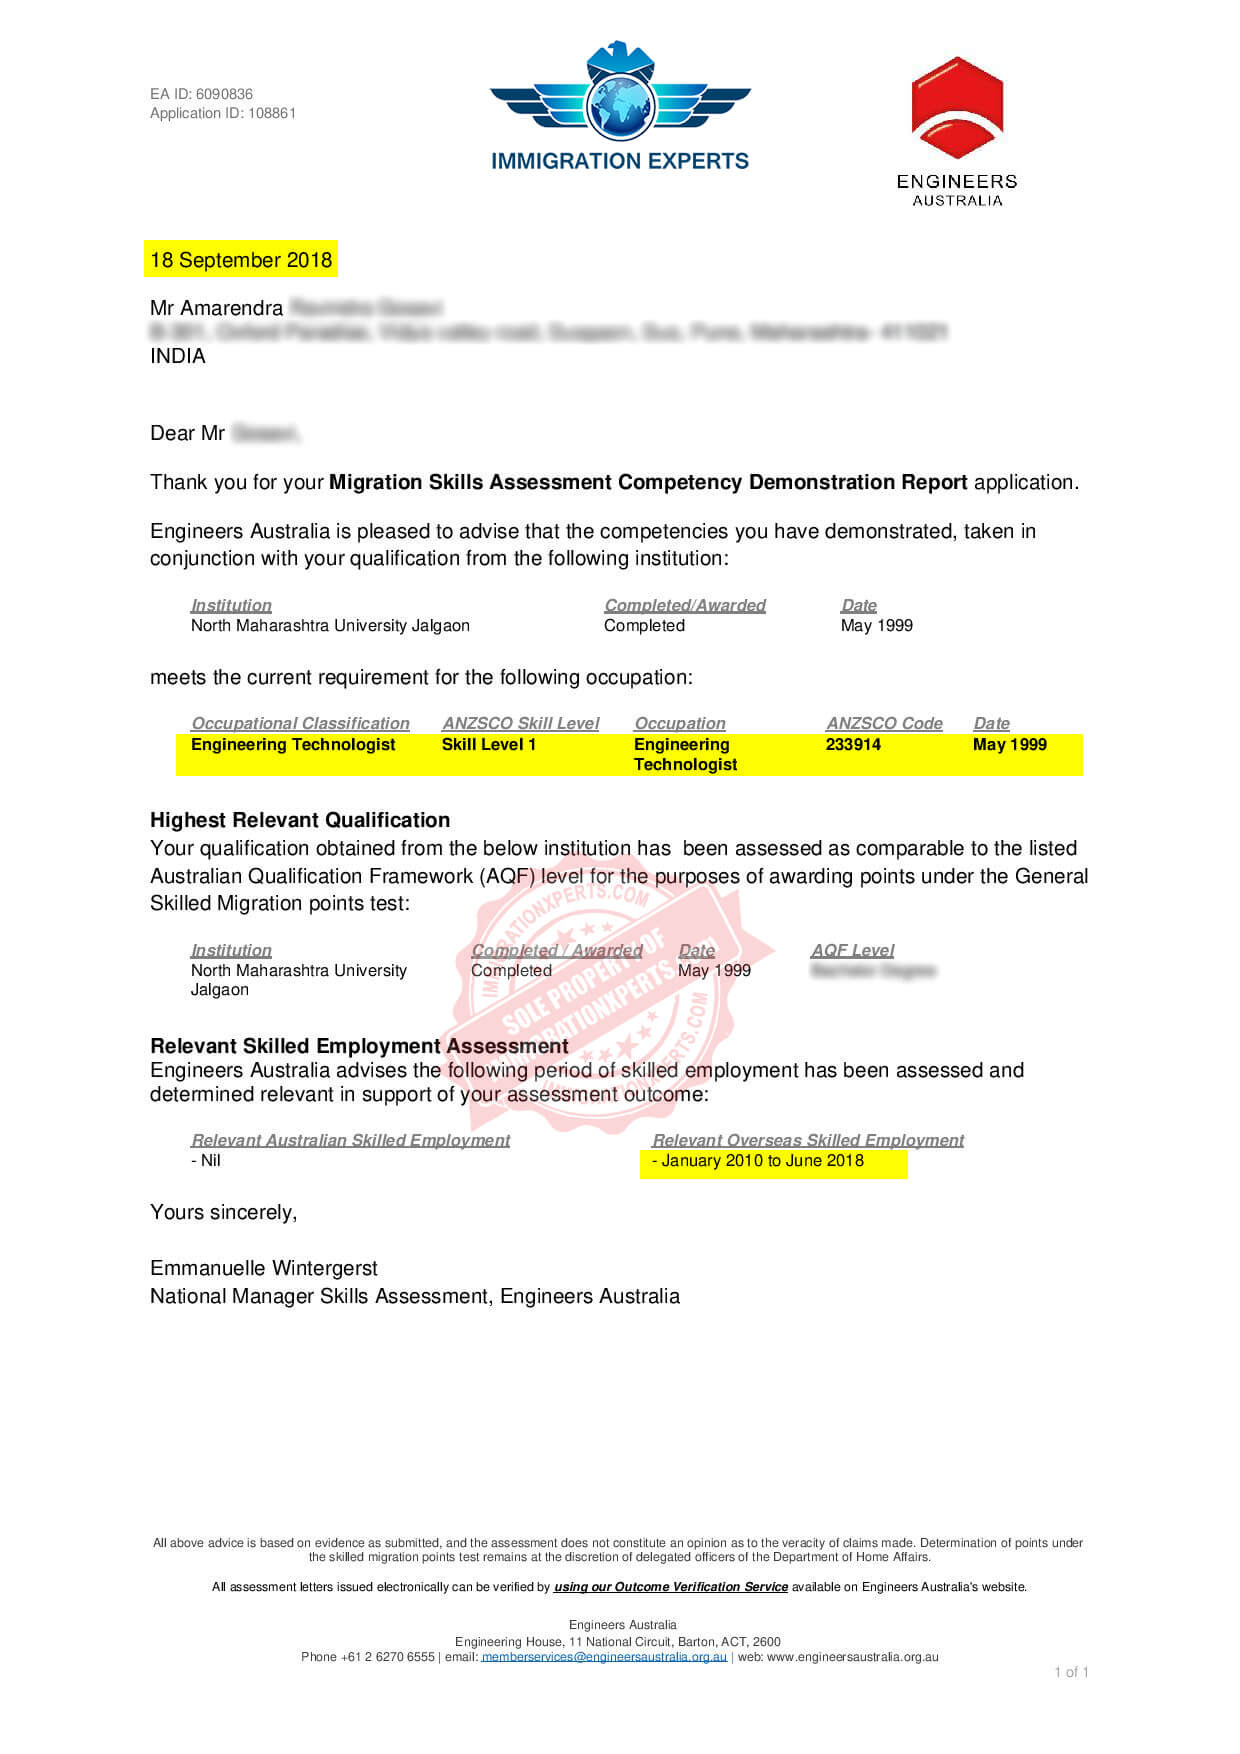 EA ID: 6090836
Application ID: 108861
IMMIGRATION EXPERTS
ENGINEERS
AUSTRALIA
18 September 2018
Mr Amarendra
INDIA
Dear Mr
Thank you for your Migration Skills Assessment Competency Demonstration Report application.
Engineers Australia is pleased to advise that the competencies you have demonstrated, taken in
conjunction with your qualification from the following institution:
Institution Completed/Awarded Date
North Maharashtra University Jalgaon Completed May 1999
meets the current requirement for the following occupation:
Occupational Classification ANZSCO Skill Level Occupation ANZSCO Code Date
Engineering Technologist Skill Level 1 Engineering 233914 May 1999
Technologist
Highest Relevant Qualification
Your qualification obtained from the below institution has been assessed as comparable to the listed
Australian Qualification Framework (AQF) level for the purposes of awarding points under the General
Skilled Migration points test:
Institution Completed / Awarded Date AQF Level
North Maharashtra University Completed May 1999
Jalgaon
IMMIGRATIONXPERTS.COM
SOLE PROPERTY OF
IMMIGRATIONXPERTS.COM
IMMIGRATIONXPERTS.COM
Relevant Skilled Employment Assessment
Engineers Australia advises the following period of skilled employment has been assessed and
determined relevant in support of your assessment outcome:
Relevant Australian Skilled Employment Relevant Overseas Skilled Employment
- Nil - January 2010 to June 2018
Yours sincerely,
Emmanuelle Wintergerst
National Manager Skills Assessment, Engineers Australia
All above advice is based on evidence as submitted, and the assessment does not constitute an opinion as to the veracity of claims made. Determination of points under
the skilled migration points test remains at the discretion of delegated officers of the Department of Home Affairs.
All assessment letters issued electronically can be verified by using our Outcome Verification Service available on Engineers Australia's website.
Engineers Australia
Engineering House, 11 National Circuit, Barton, ACT, 2600
Phone +61 2 6270 6555 | email: memberservices@engineersaustralia.org.au | web: www.engineersaustralia.org.au
1 of 1